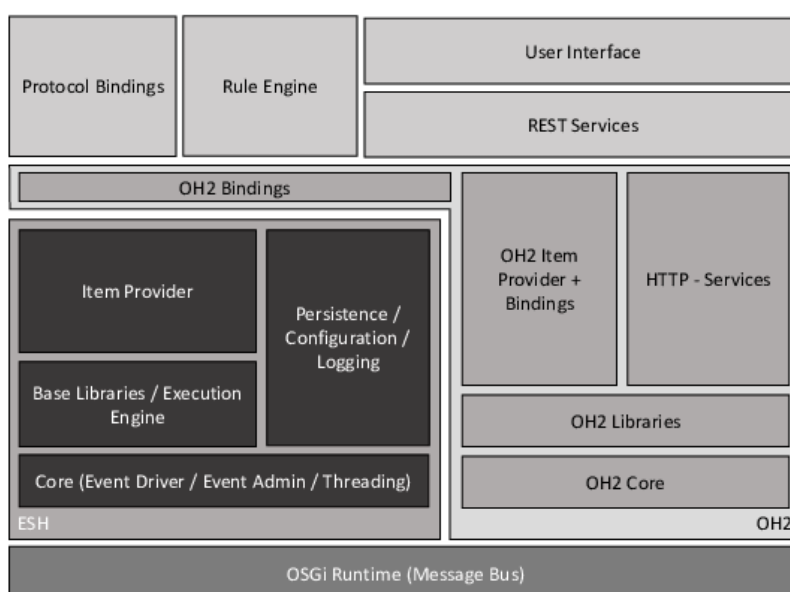 Protocol Bindings
Rule Engine
User Interface
REST Services
OH2 Bindings
Item Provider
Persistence /
Configuration /
Logging
OH2 Item
Provider +
Bindings
HTTP - Services
Base Libraries / Execution
Engine
OH2 Libraries
Core (Event Driver / Event Admin / Threading)
OH2 Core
ESH
OH2
OSGi Runtime (Message Bus)